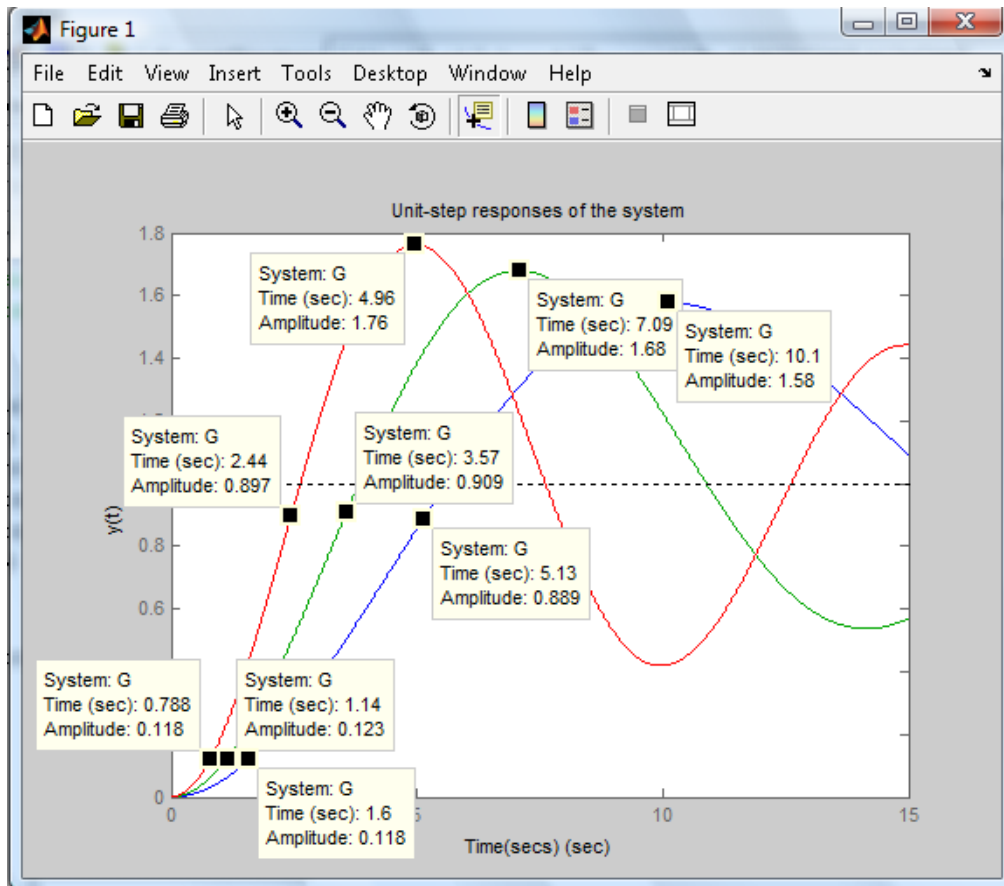 Figure 1
File Edit View Insert Tools Desktop Window Help
Unit-step responses of the system
1.8
System: G
Time (sec): 4.96
Amplitude: 1.76
System: G
Time (sec): 7.09
Amplitude: 1.68
System: G
Time (sec): 10.1
Amplitude: 1.58
1.6
1.4
System: G
Time (sec): 2.44
Amplitude: 0.897
System: G
Time (sec): 3.57
Amplitude: 0.909
y(t)
System: G
Time (sec): 5.13
Amplitude: 0.889
0.8
0.6
System: G
Time (sec): 0.788
Amplitude: 0.118
System: G
Time (sec): 1.14
Amplitude: 0.123
System: G
Time (sec): 1.6
Amplitude: 0.118
0
0 5 10 15
Time(secs) (sec)